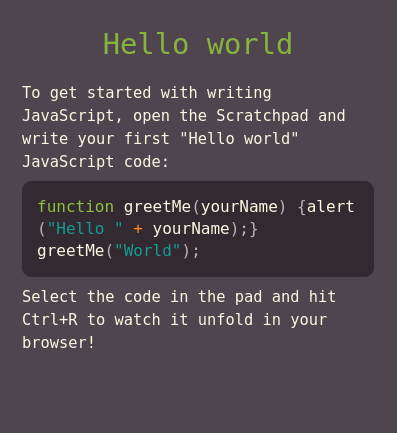 Hello world
To get started with writing
JavaScript, open the Scratchpad and
write your first "Hello world"
JavaScript code:
function greetMe(yourName) {alert
("Hello " + yourName);}
greetMe("World");
Select the code in the pad and hit
Ctrl+R to watch it unfold in your
browser!